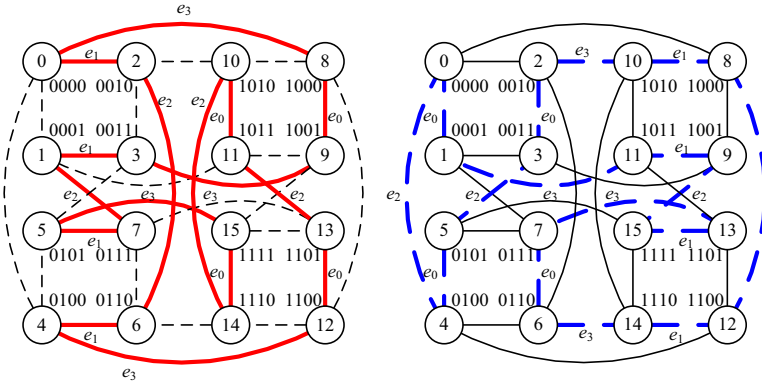 e3
0 e1 2 10 8
0000 0010 e2 e2 1010 1000
e0 e0
0001 0011 1011 1001
1 e1 3 11 9
e2 e3 e3 e2
5 7 15 13
e1
0101 0111 1111 1101
e0 e0
0100 0110 1110 1100
4 e1 6 14 12
e3
0 2 e3 10 e1 8
0000 0010 1010 1000
e0 e0
0001 0011 1011 1001
1 3 11 e1 9
e2 e2 e3 e3 e2
5 7 15 e1 13
0101 0111 1111 1101
e0 e0
0100 0110 1110 1100
4 6 e3 14 e1 12